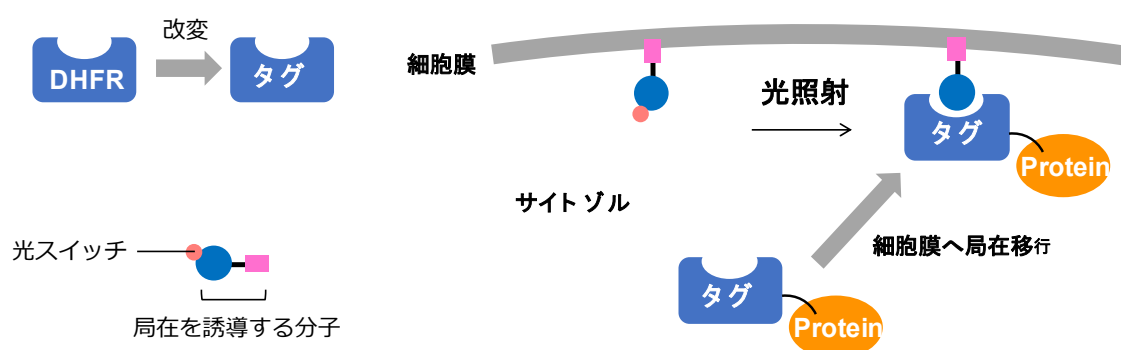 改変
DHFR
タグ
光スイッチ
局在を誘導する分子
細胞膜
光照射
タグ
Protein
サイトゾル
細胞膜へ局在移行
タグ
Protein